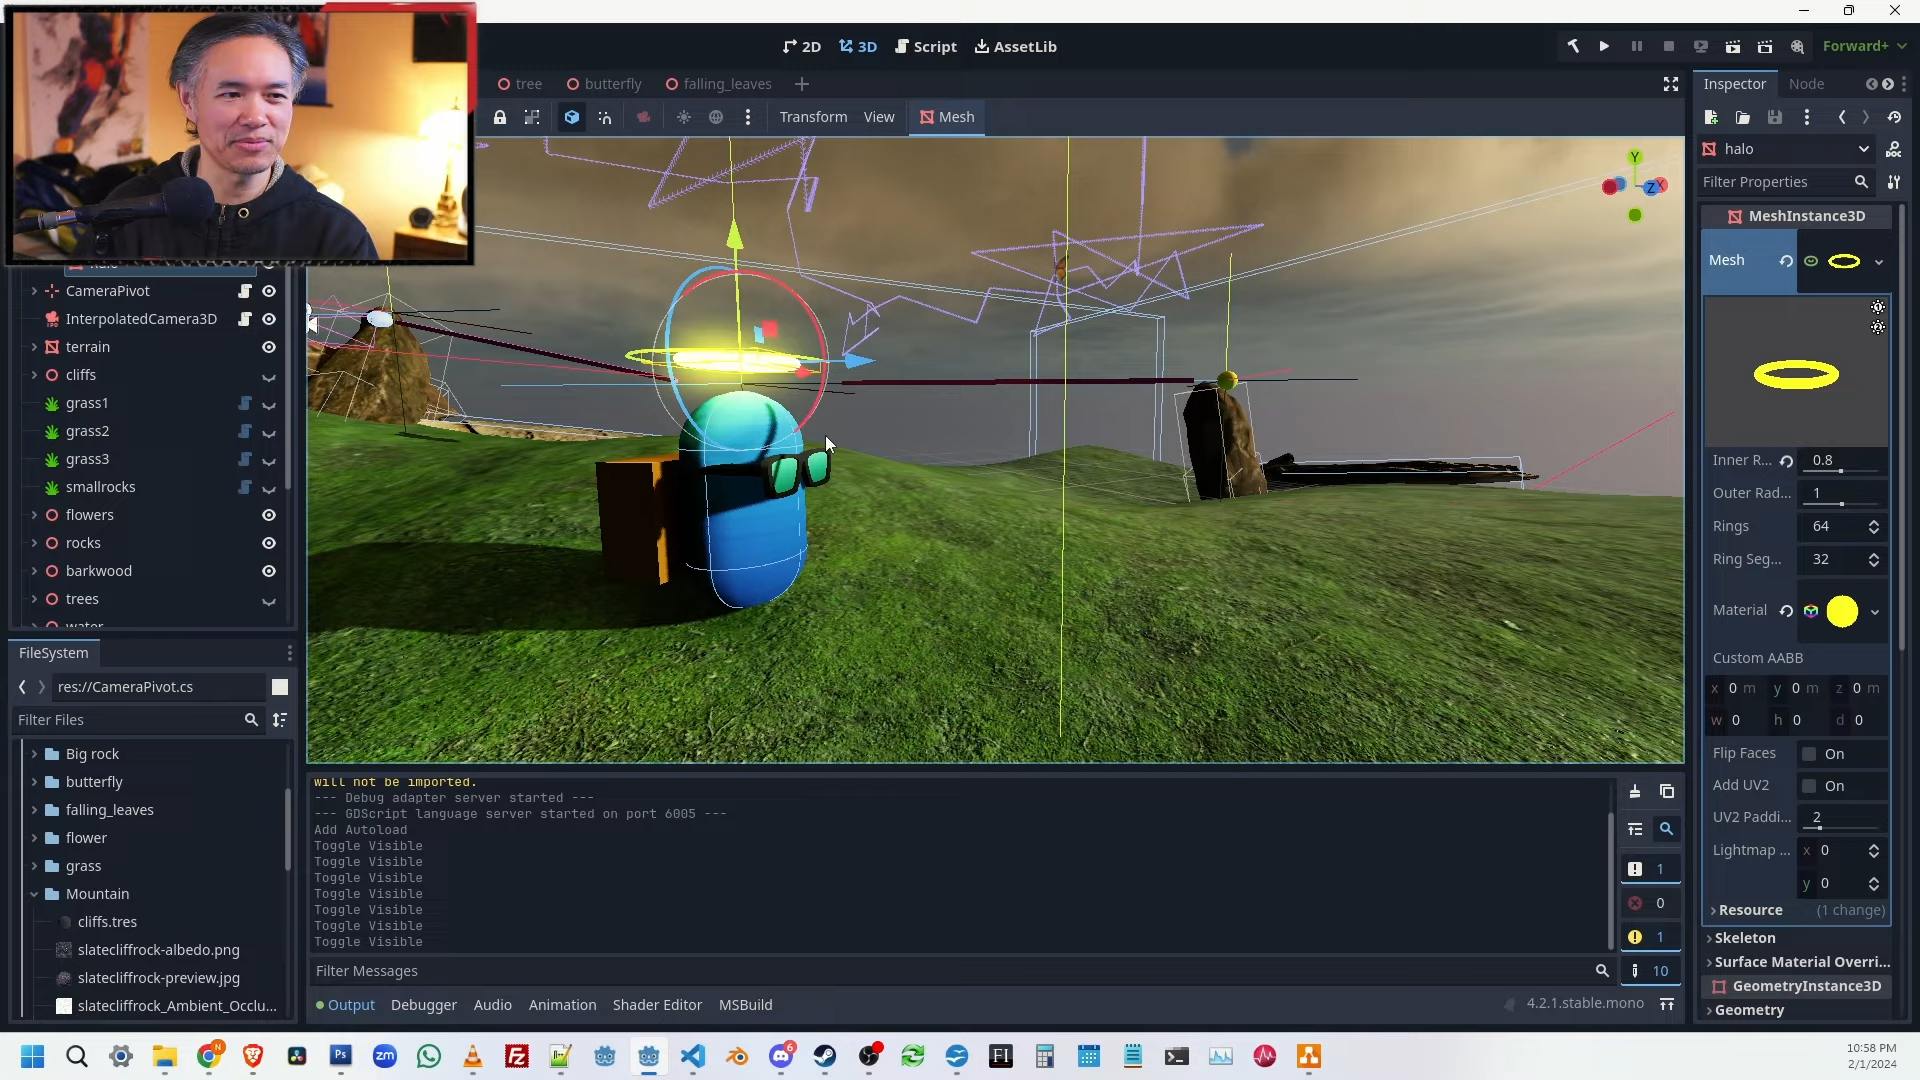 2D
3D
Script
AssetLib
Forward+
tree
butterfly
falling_leaves
Transform
View
Mesh
Y
Z
X
CameraPivot
InterpolatedCamera3D
terrain
cliffs
grass1
grass2
grass3
smallrocks
flowers
rocks
barkwood
trees
water
FileSystem
res://CameraPivot.cs
Filter Files
Big rock
butterfly
falling_leaves
flower
grass
Mountain
cliffs.tres
slatecliffrock-albedo.png
slatecliffrock-preview.jpg
slatecliffrock_Ambient_Occlu...
will not be imported.
--- Debug adapter server started ---
--- GDScript language server started on port 6005 ---
Add Autoload
Toggle Visible
Toggle Visible
Toggle Visible
Toggle Visible
Toggle Visible
Toggle Visible
Toggle Visible
Filter Messages
1
0
1
10
Output
Debugger
Audio
Animation
Shader Editor
MSBuild
4.2.1.stable.mono
Inspector
Node
halo
DOC
Filter Properties
MeshInstance3D
Mesh
Inner R... 0.8
Outer Rad... 1
Rings 64
Ring Seg... 32
Material
Custom AABB
x 0 m y 0 m z 0 m
w 0 h 0 d 0
Flip Faces On
Add UV2 On
UV2 Paddi... 2
Lightmap ... x 0
y 0
Resource (1 change)
Skeleton
Surface Material Overri...
GeometryInstance3D
Geometry
N
Ps
zm
Fz
6
FI
10:58 PM
2/1/2024